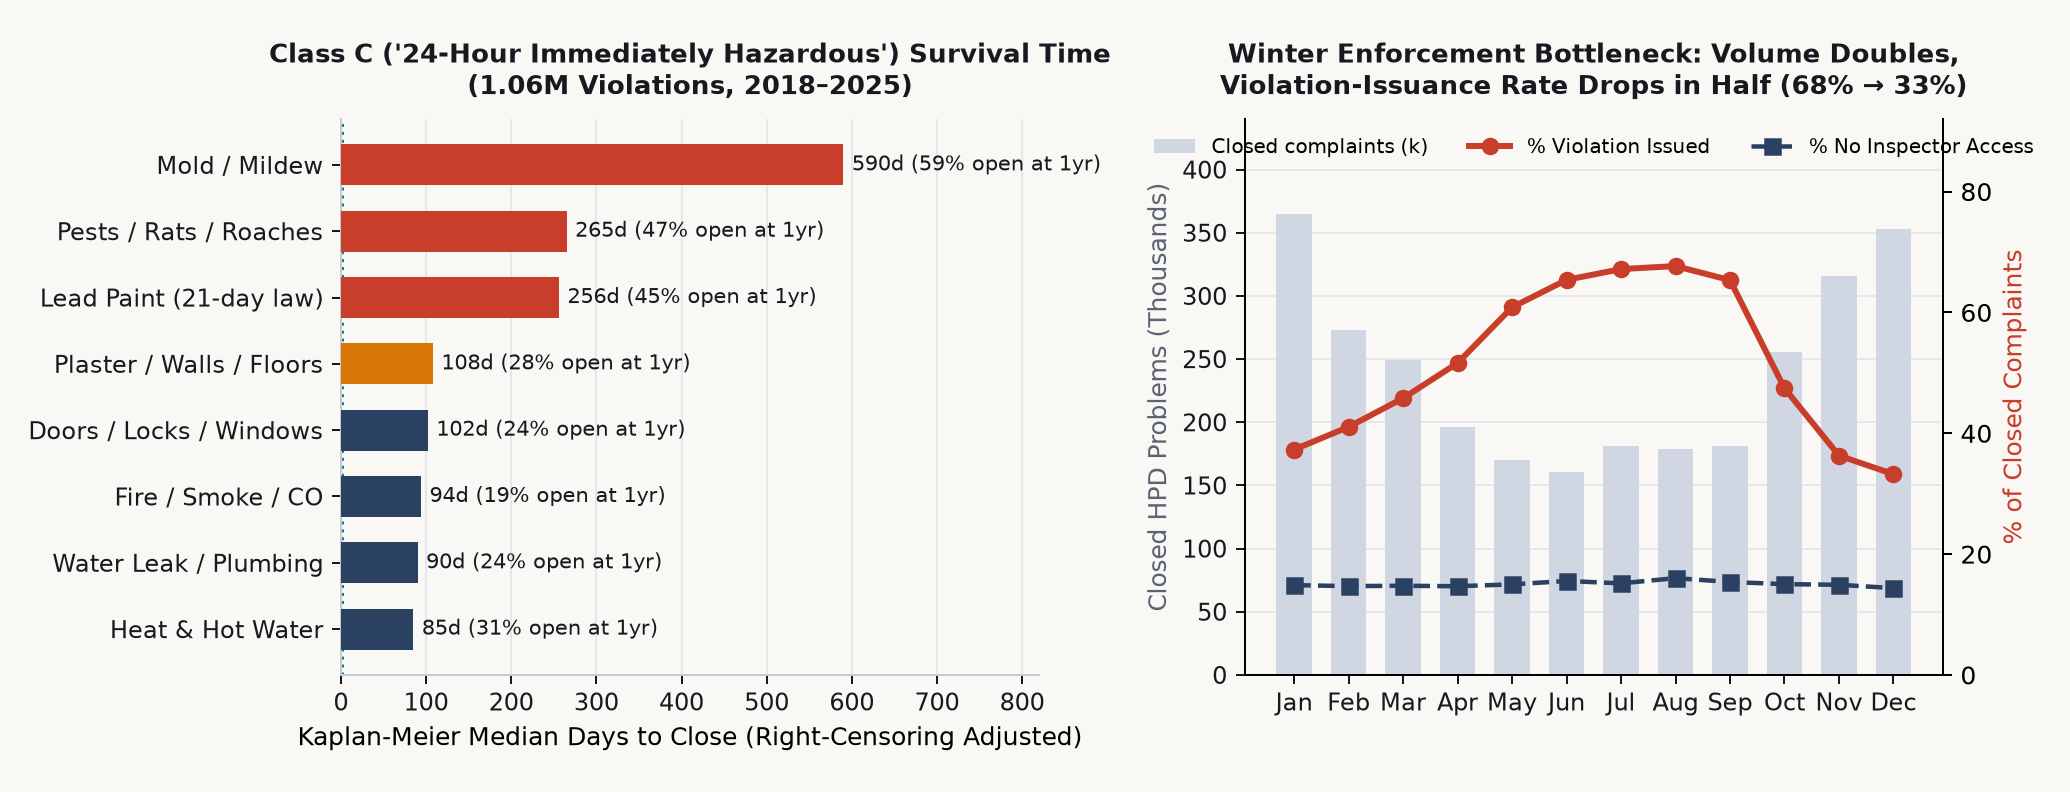 Class C ('24-Hour Immediately Hazardous') Survival Time
(1.06M Violations, 2018–2025)
Mold / Mildew
590d (59% open at 1yr)
Pests / Rats / Roaches
265d (47% open at 1yr)
Lead Paint (21-day law)
256d (45% open at 1yr)
Plaster / Walls / Floors
108d (28% open at 1yr)
Doors / Locks / Windows
102d (24% open at 1yr)
Fire / Smoke / CO
94d (19% open at 1yr)
Water Leak / Plumbing
90d (24% open at 1yr)
Heat & Hot Water
85d (31% open at 1yr)
0 100 200 300 400 500 600 700 800
Kaplan-Meier Median Days to Close (Right-Censoring Adjusted)
Winter Enforcement Bottleneck: Volume Doubles,
Violation-Issuance Rate Drops in Half (68% → 33%)
Closed complaints (k) % Violation Issued % No Inspector Access
Closed HPD Problems (Thousands)
400
350
300
250
200
150
100
50
0
80
60
40
20
0
% of Closed Complaints
Jan Feb Mar Apr May Jun Jul Aug Sep Oct Nov Dec